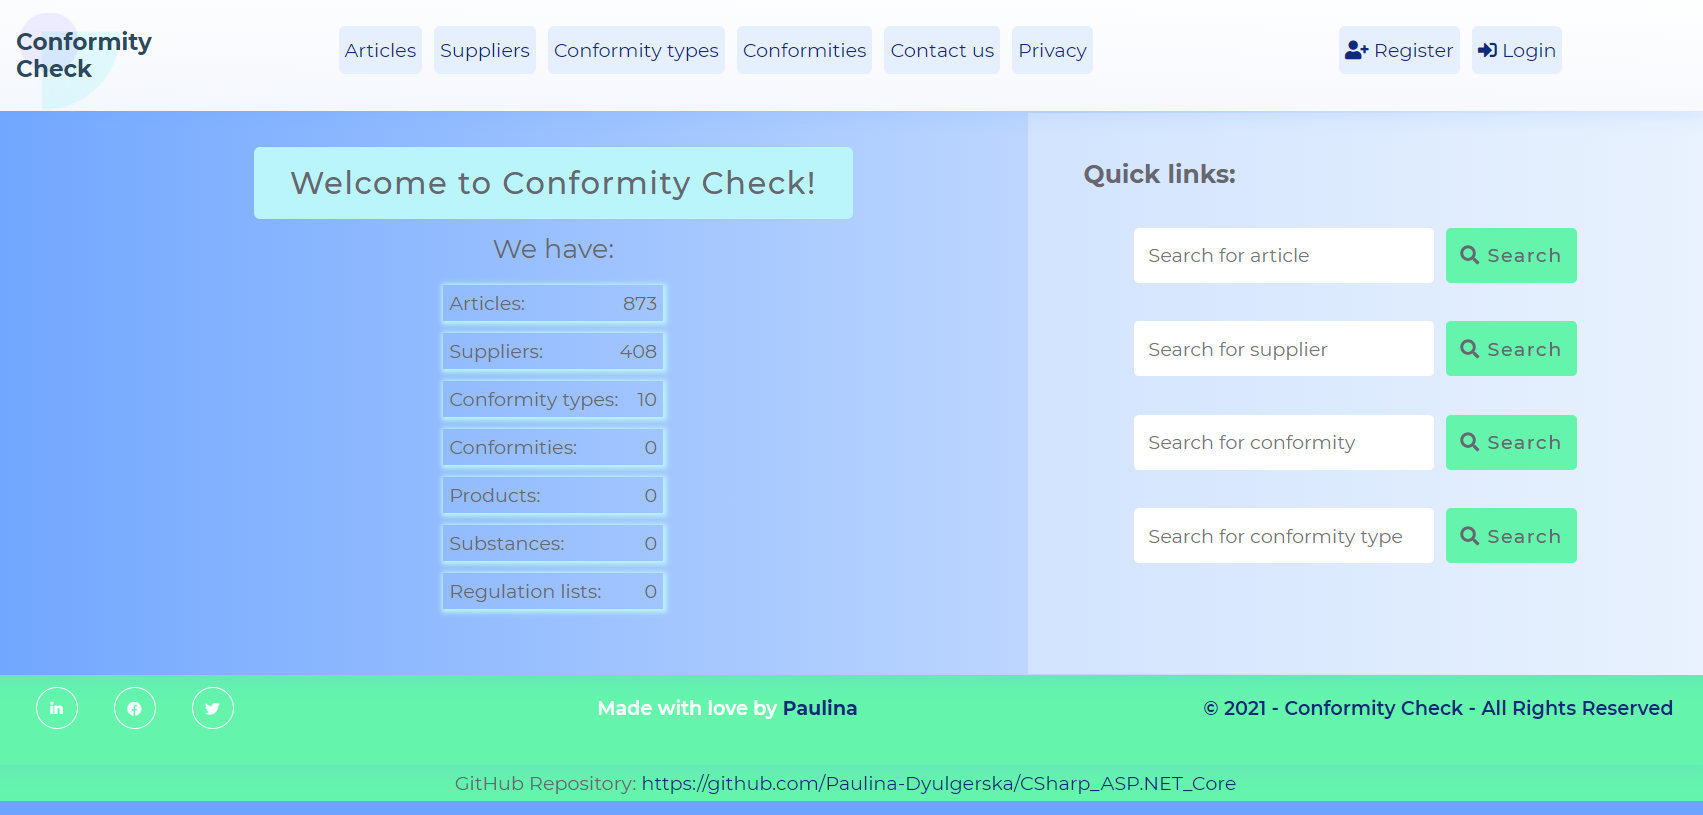 Conformity
Check
Articles
Suppliers
Conformity types
Conformities
Contact us
Privacy
Register
Login
Welcome to Conformity Check!
We have:
Articles: 873
Suppliers: 408
Conformity types: 10
Conformities: 0
Products: 0
Substances: 0
Regulation lists: 0
Quick links:
Search for article
Search
Search for supplier
Search
Search for conformity
Search
Search for conformity type
Search
Made with love by Paulina
© 2021 - Conformity Check - All Rights Reserved
GitHub Repository: https://github.com/Paulina-Dyulgerska/CSharp_ASP.NET_Core